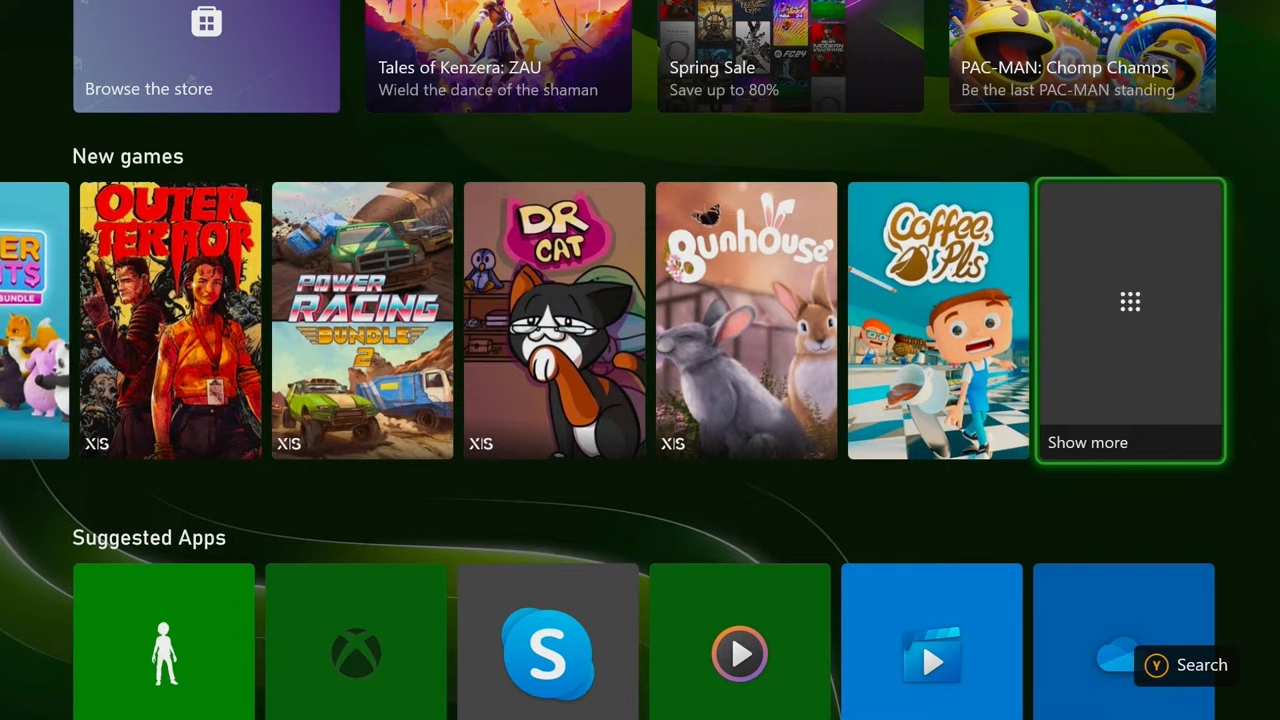 Browse the store
Tales of Kenzera: ZAU
Wield the dance of the shaman
Spring Sale
Save up to 80%
PAC-MAN: Chomp Champs
Be the last PAC-MAN standing
New games
BUNDLE
OUTER
TERROR
X|S
POWER
RACING
BUNDLE
2
X|S
DR
CAT
X|S
Bunhouse
X|S
Coffee,
Pls
Show more
Suggested Apps
S
Y Search